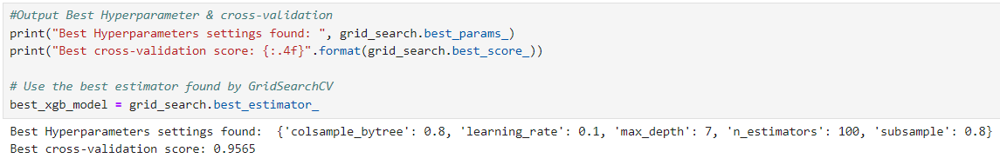 #Output Best Hyperparameter & cross-validation
print("Best Hyperparameters settings found: ", grid_search.best_params_)
print("Best cross-validation score: {:.4f}".format(grid_search.best_score_))
# Use the best estimator found by GridSearchCV
best_xgb_model = grid_search.best_estimator_
Best Hyperparameters settings found:  {'colsample_bytree': 0.8, 'learning_rate': 0.1, 'max_depth': 7, 'n_estimators': 100, 'subsample': 0.8}
Best cross-validation score: 0.9565